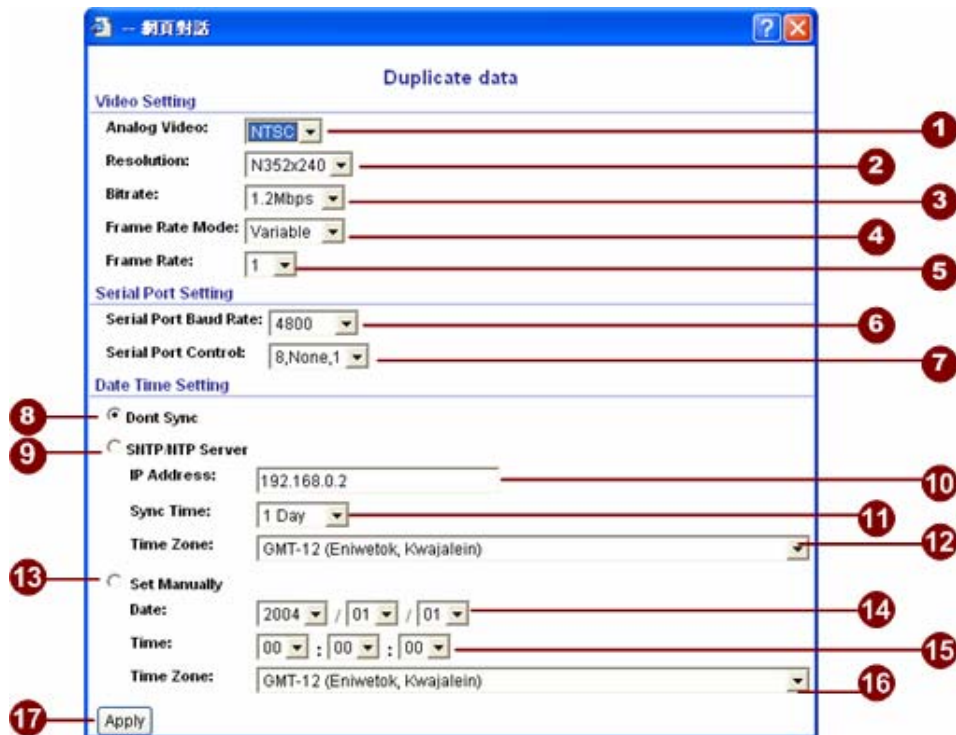 -- 網頁對話
Duplicate data
Video Setting
Analog Video: NTSC 1
Resolution: N352x240 2
Bitrate: 1.2Mbps 3
Frame Rate Mode: Variable 4
Frame Rate: 1 5
Serial Port Setting
Serial Port Baud Rate: 4800 6
Serial Port Control: 8,None,1 7
Date Time Setting
8 Dont Sync
9 SNTP/NTP Server
IP Address: 192.168.0.2 10
Sync Time: 1 Day 11
Time Zone: GMT-12 (Eniwetok, Kwajalein) 12
13 Set Manually
Date: 2004 / 01 / 01 14
Time: 00 : 00 : 00 15
Time Zone: GMT-12 (Eniwetok, Kwajalein) 16
17 Apply